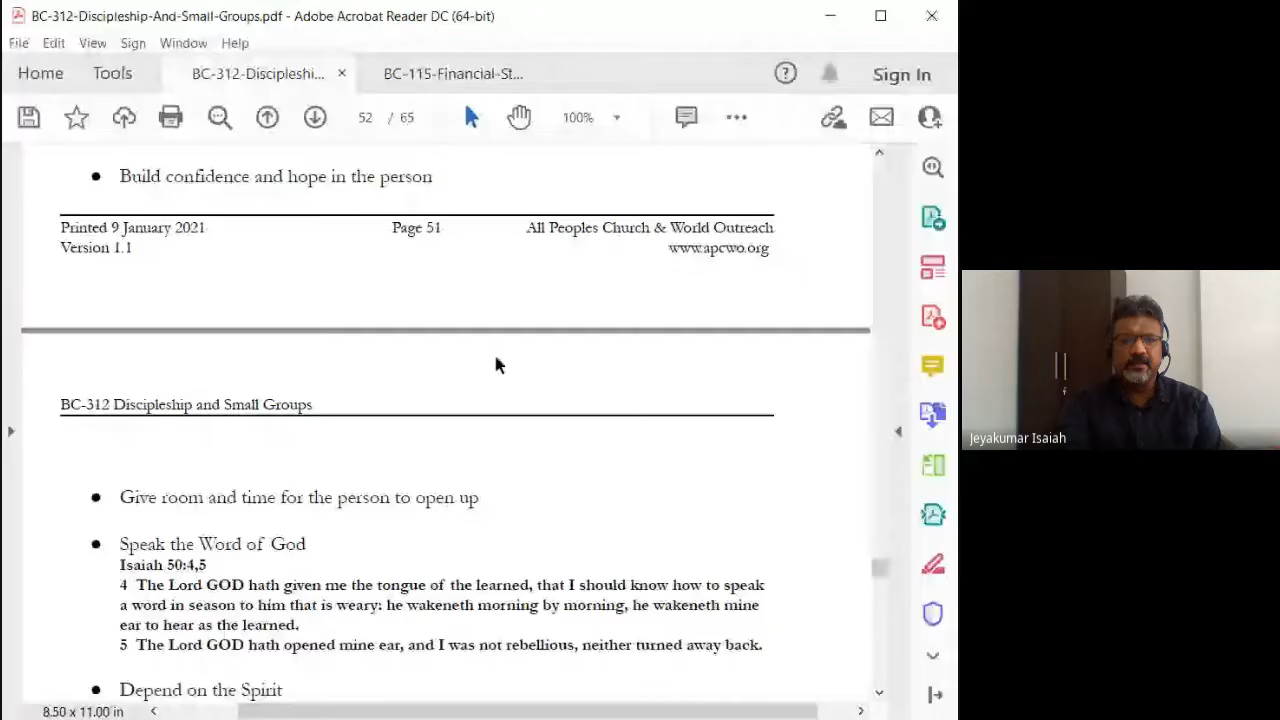 BC-312-Discipleship-And-Small-Groups.pdf - Adobe Acrobat Reader DC (64-bit)
File Edit View Sign Window Help
Home Tools BC-312-Discipleshi... × BC-115-Financial-St... Sign In
52 / 65 100%
• Build confidence and hope in the person
Printed 9 January 2021 Page 51 All Peoples Church & World Outreach
Version 1.1 www.apcwo.org
BC-312 Discipleship and Small Groups
• Give room and time for the person to open up
• Speak the Word of God
Isaiah 50:4,5
4 The Lord GOD hath given me the tongue of the learned, that I should know how to speak
a word in season to him that is weary: he wakeneth morning by morning, he wakeneth mine
ear to hear as the learned.
5 The Lord GOD hath opened mine ear, and I was not rebellious, neither turned away back.
• Depend on the Spirit
8.50 x 11.00 in
Jeyakumar Isaiah